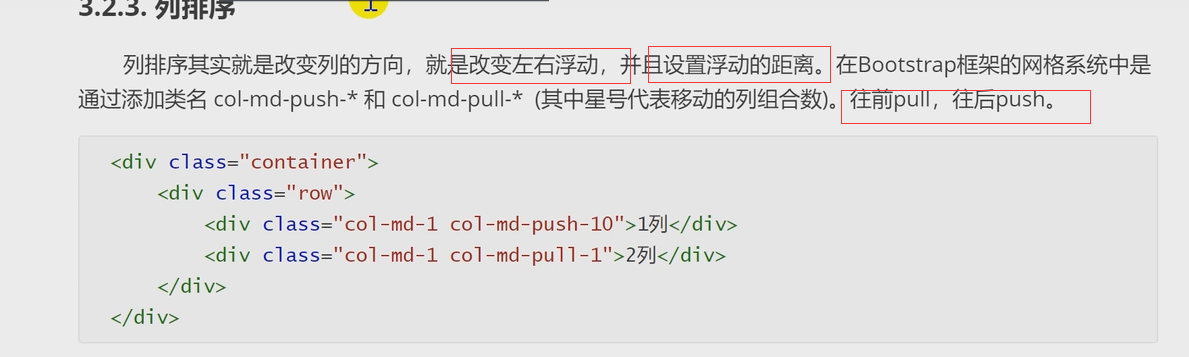 3.2.3. 列排序
列排序其实就是改变列的方向，就是改变左右浮动，并且设置浮动的距离。在Bootstrap框架的网格系统中是
通过添加类名 col-md-push-* 和 col-md-pull-* (其中星号代表移动的列组合数)。往前pull，往后push。
<div class="container">
<div class="row">
<div class="col-md-1 col-md-push-10">1列</div>
<div class="col-md-1 col-md-pull-1">2列</div>
</div>
</div>